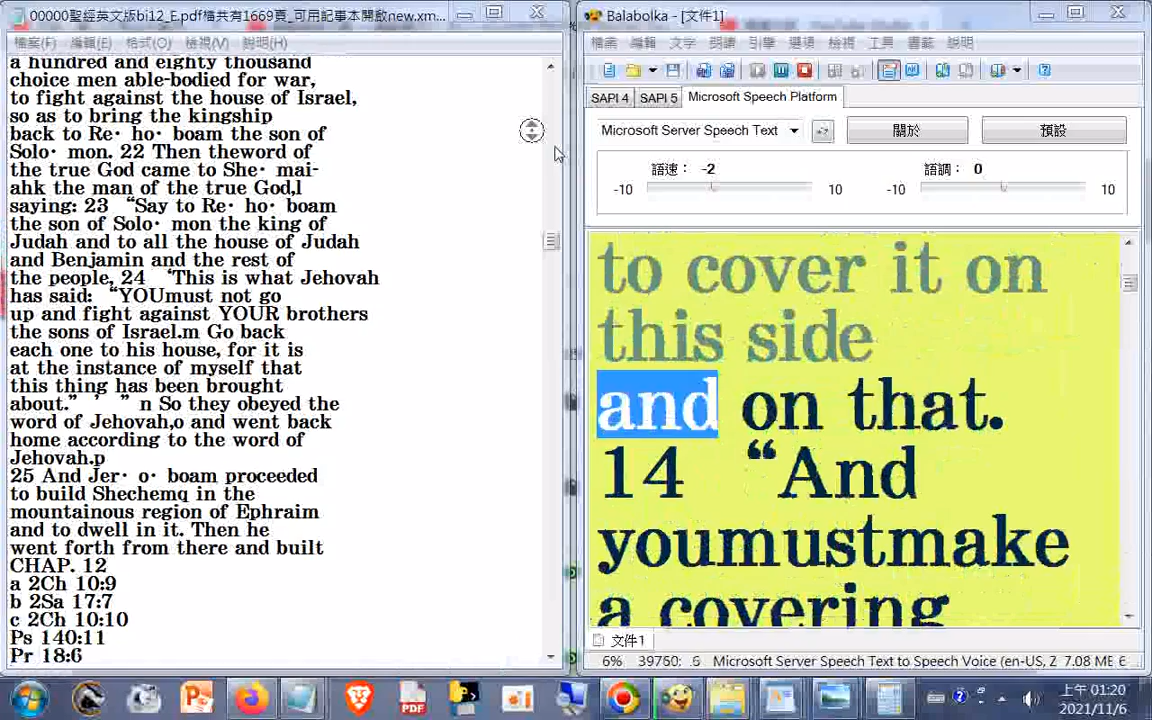 00000聖經英文版bi12_E.pdf檔共有1669頁_可用記事本開啟new.xm...
檔案(F) 編輯(E) 格式(O) 檢視(V) 說明(H)
a hundred and eighty thousand
choice men able-bodied for war,
to fight against the house of Israel,
so as to bring the kingship
back to Re· ho· boam the son of
Solo· mon. 22 Then theword of
the true God came to She· mai-
ahk the man of the true God,l
saying: 23 “Say to Re· ho· boam
the son of Solo· mon the king of
Judah and to all the house of Judah
and Benjamin and the rest of
the people, 24 ‘This is what Jehovah
has said: “YOUmust not go
up and fight against YOUR brothers
the sons of Israel.m Go back
each one to his house, for it is
at the instance of myself that
this thing has been brought
about.” ’ ”n So they obeyed the
word of Jehovah,o and went back
home according to the word of
Jehovah.p
25 And Jer· o· boam proceeded
to build Shechemq in the
mountainous region of Ephraim
and to dwell in it. Then he
went forth from there and built
CHAP. 12
a 2Ch 10:9
b 2Sa 17:7
c 2Ch 10:10
Ps 140:11
Pr 18:6
Balabolka - [文件1]
檔案 編輯 文字 朗讀 引擎 選項 檢視 工具 書籤 說明
SAPI 4 SAPI 5 Microsoft Speech Platform
Microsoft Server Speech Text 關於 預設
語速： -2 語調： 0
-10 10 -10 10
to cover it on
this side
and on that.
14 “And
youmustmake
a covering
文件1
6% 39750: .6 Microsoft Server Speech Text to Speech Voice (en-US, Z 7.08 ME 6
PDF
上午 01:20
2021/11/6